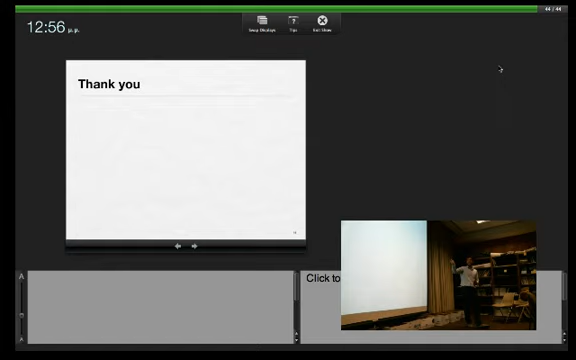 44 / 44
12:56 μ.μ.
Swap Displays
Tips
Exit Show
Thank you
A
Click to
A